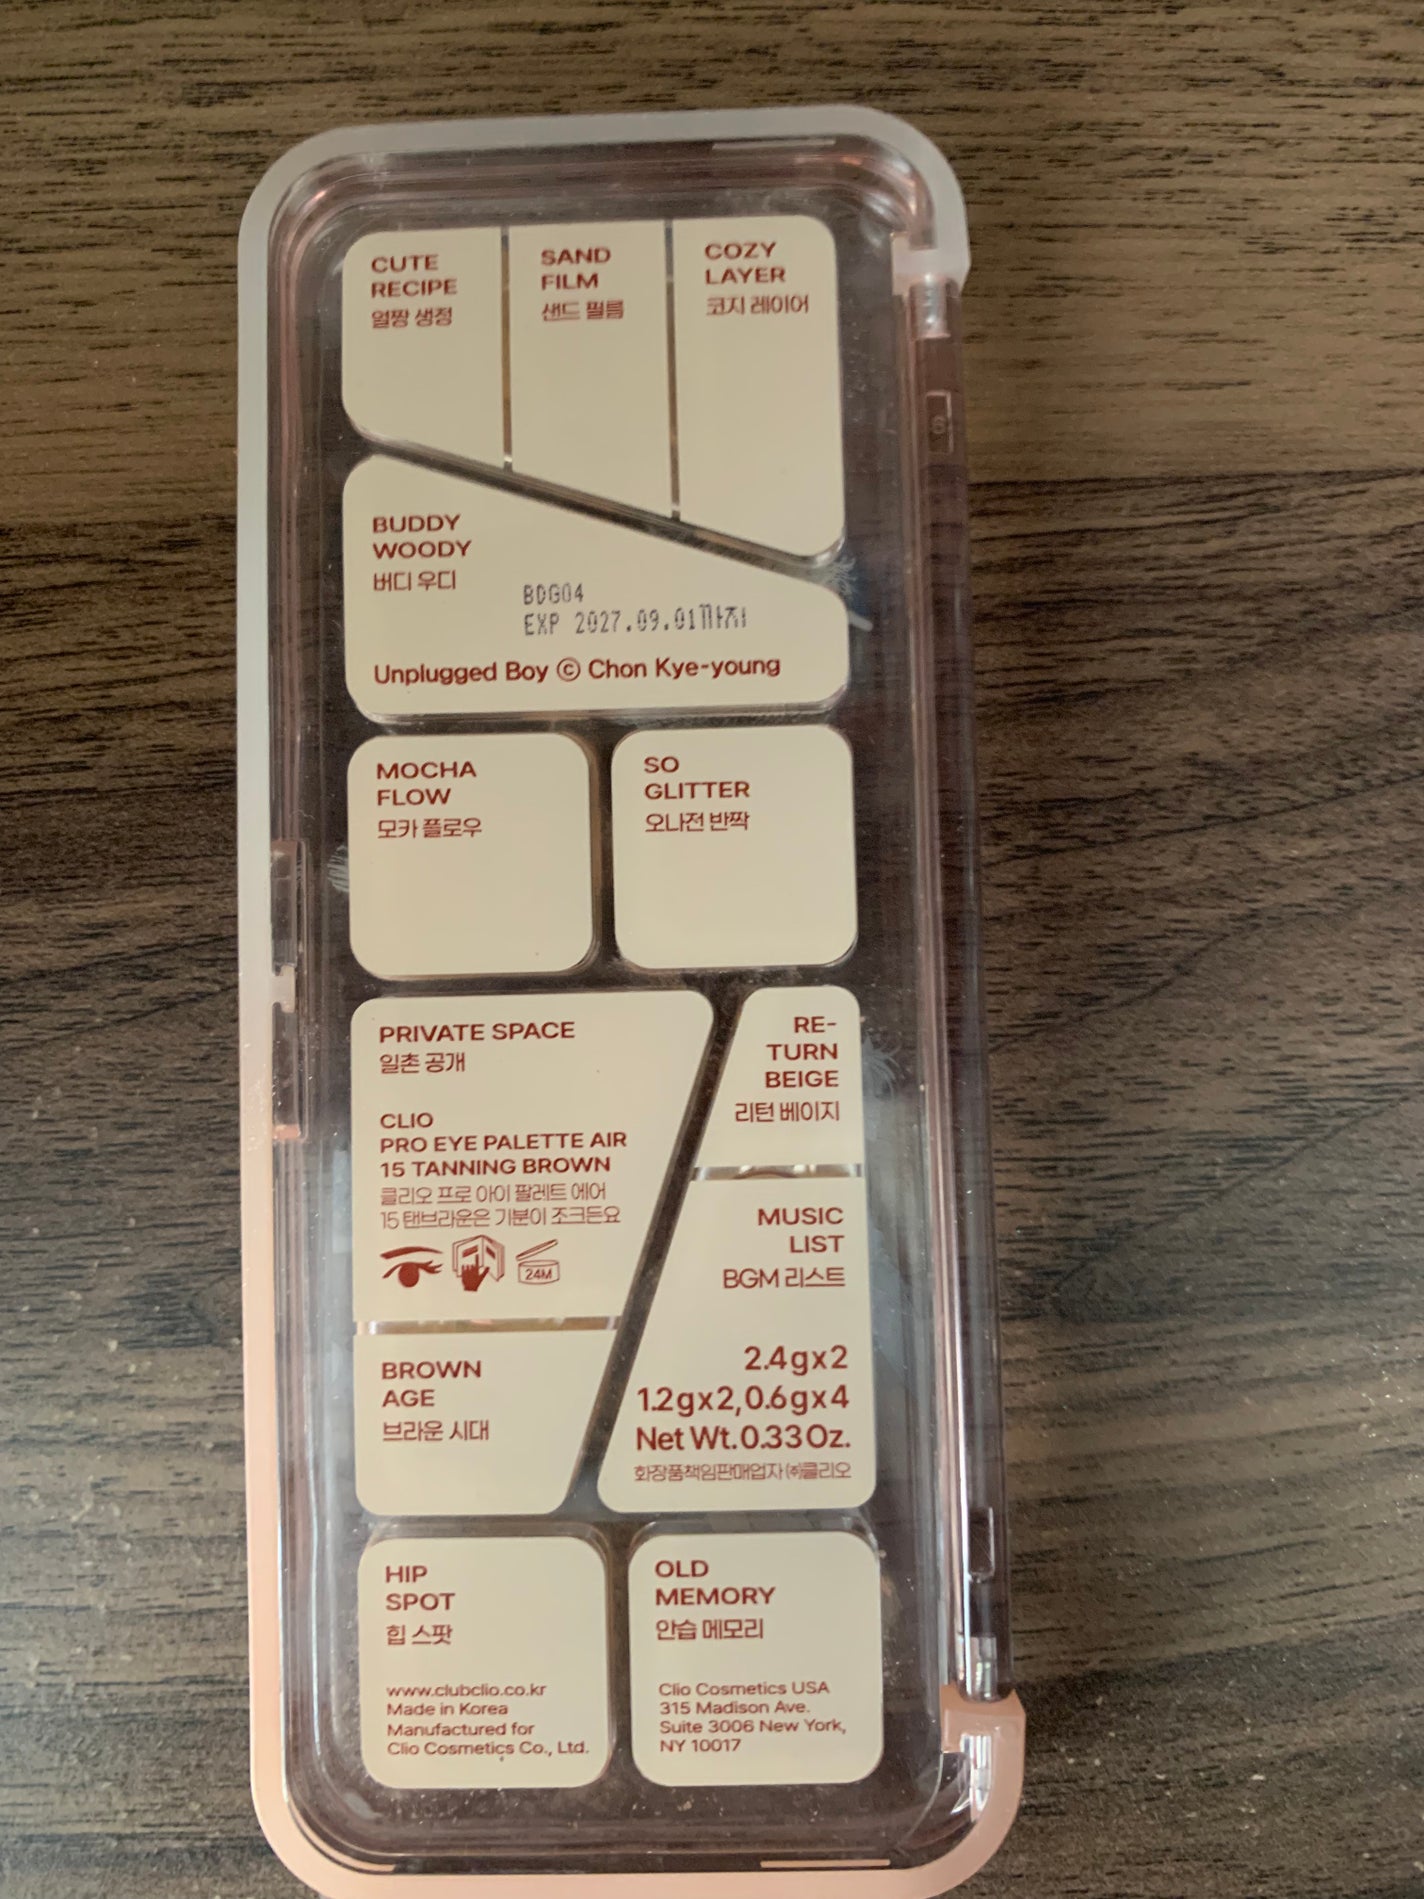 CUTE
RECIPE
얼짱 생정
SAND
FILM
샌드 필름
COZY
LAYER
코지 레이어
BUDDY
WOODY
버디 우디
BDG04
EXP 2027.09.01까지
Unplugged Boy © Chon Kye-young
MOCHA
FLOW
모카 플로우
SO
GLITTER
오나전 반짝
PRIVATE SPACE
일촌 공개
CLIO
PRO EYE PALETTE AIR
15 TANNING BROWN
클리오 프로 아이 팔레트 에어
15 탠브라운은 기분이 조크든요
24M
RE-
TURN
BEIGE
리턴 베이지
MUSIC
LIST
BGM 리스트
2.4gx2
1.2gx2, 0.6gx4
Net Wt. 0.33 Oz.
화장품책임판매업자 ㈜클리오
BROWN
AGE
브라운 시대
HIP
SPOT
힙 스팟
www.clubclio.co.kr
Made in Korea
Manufactured for
Clio Cosmetics Co., Ltd.
OLD
MEMORY
안습 메모리
Clio Cosmetics USA
315 Madison Ave.
Suite 3006 New York,
NY 10017